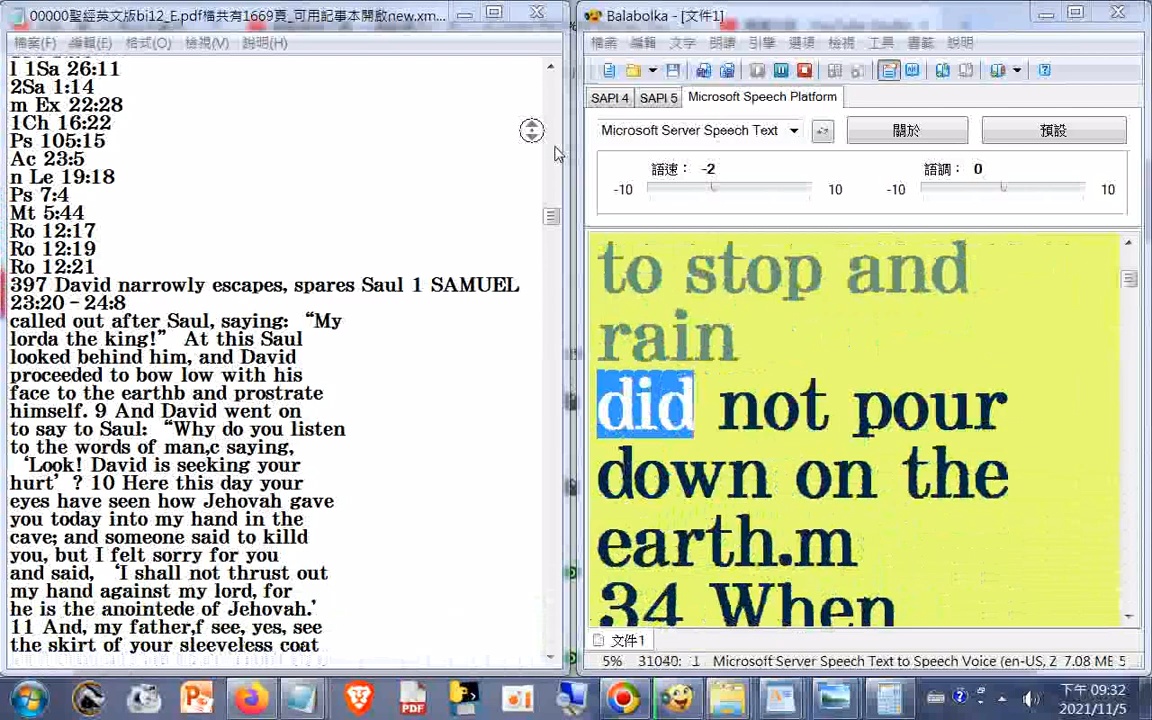 00000聖經英文版bi12_E.pdf檔共有1669頁_可用記事本開啟new.xm...
檔案(F) 編輯(E) 格式(O) 檢視(V) 說明(H)
l 1Sa 26:11
2Sa 1:14
m Ex 22:28
1Ch 16:22
Ps 105:15
Ac 23:5
n Le 19:18
Ps 7:4
Mt 5:44
Ro 12:17
Ro 12:19
Ro 12:21
397 David narrowly escapes, spares Saul 1 SAMUEL
23:20–24:8
called out after Saul, saying: “My
lorda the king!” At this Saul
looked behind him, and David
proceeded to bow low with his
face to the earthb and prostrate
himself. 9 And David went on
to say to Saul: “Why do you listen
to the words of man,c saying,
‘Look! David is seeking your
hurt’ ? 10 Here this day your
eyes have seen how Jehovah gave
you today into my hand in the
cave; and someone said to killd
you, but I felt sorry for you
and said, ‘I shall not thrust out
my hand against my lord, for
he is the anointede of Jehovah.’
11 And, my father,f see, yes, see
the skirt of your sleeveless coat
Balabolka - [文件1]
檔案 編輯 文字 朗讀 引擎 選項 檢視 工具 書籤 說明
SAPI 4 SAPI 5 Microsoft Speech Platform
Microsoft Server Speech Text 關於 預設
語速： -2 語調： 0
-10 10 -10 10
to stop and
rain
did not pour
down on the
earth.m
34 When
文件1
5% 31040: 1 Microsoft Server Speech Text to Speech Voice (en-US, 2 7.08 MB 5
PDF
下午 09:32
2021/11/5